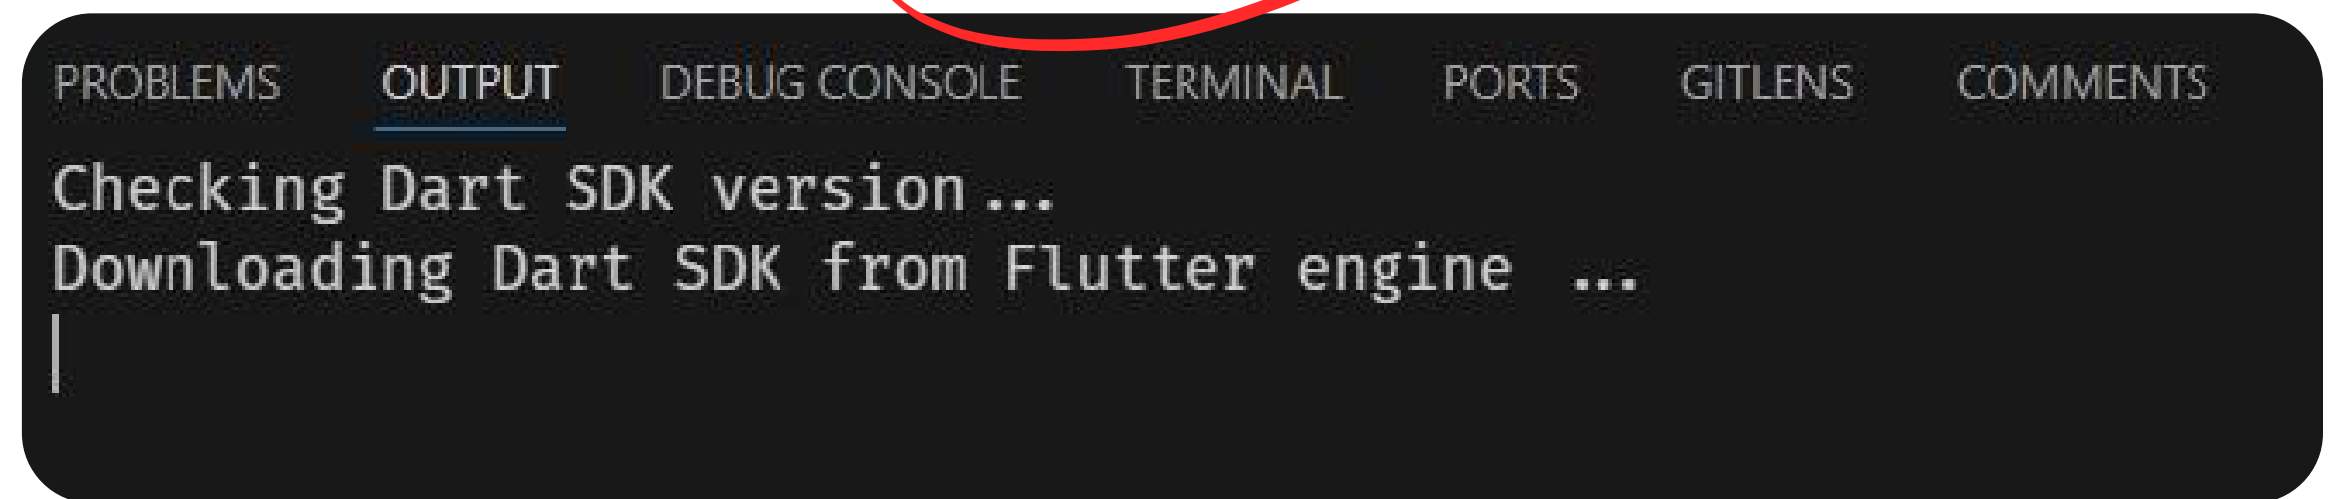 PROBLEMS OUTPUT DEBUG CONSOLE TERMINAL PORTS GITLENS COMMENTS
Checking Dart SDK version...
Downloading Dart SDK from Flutter engine ...